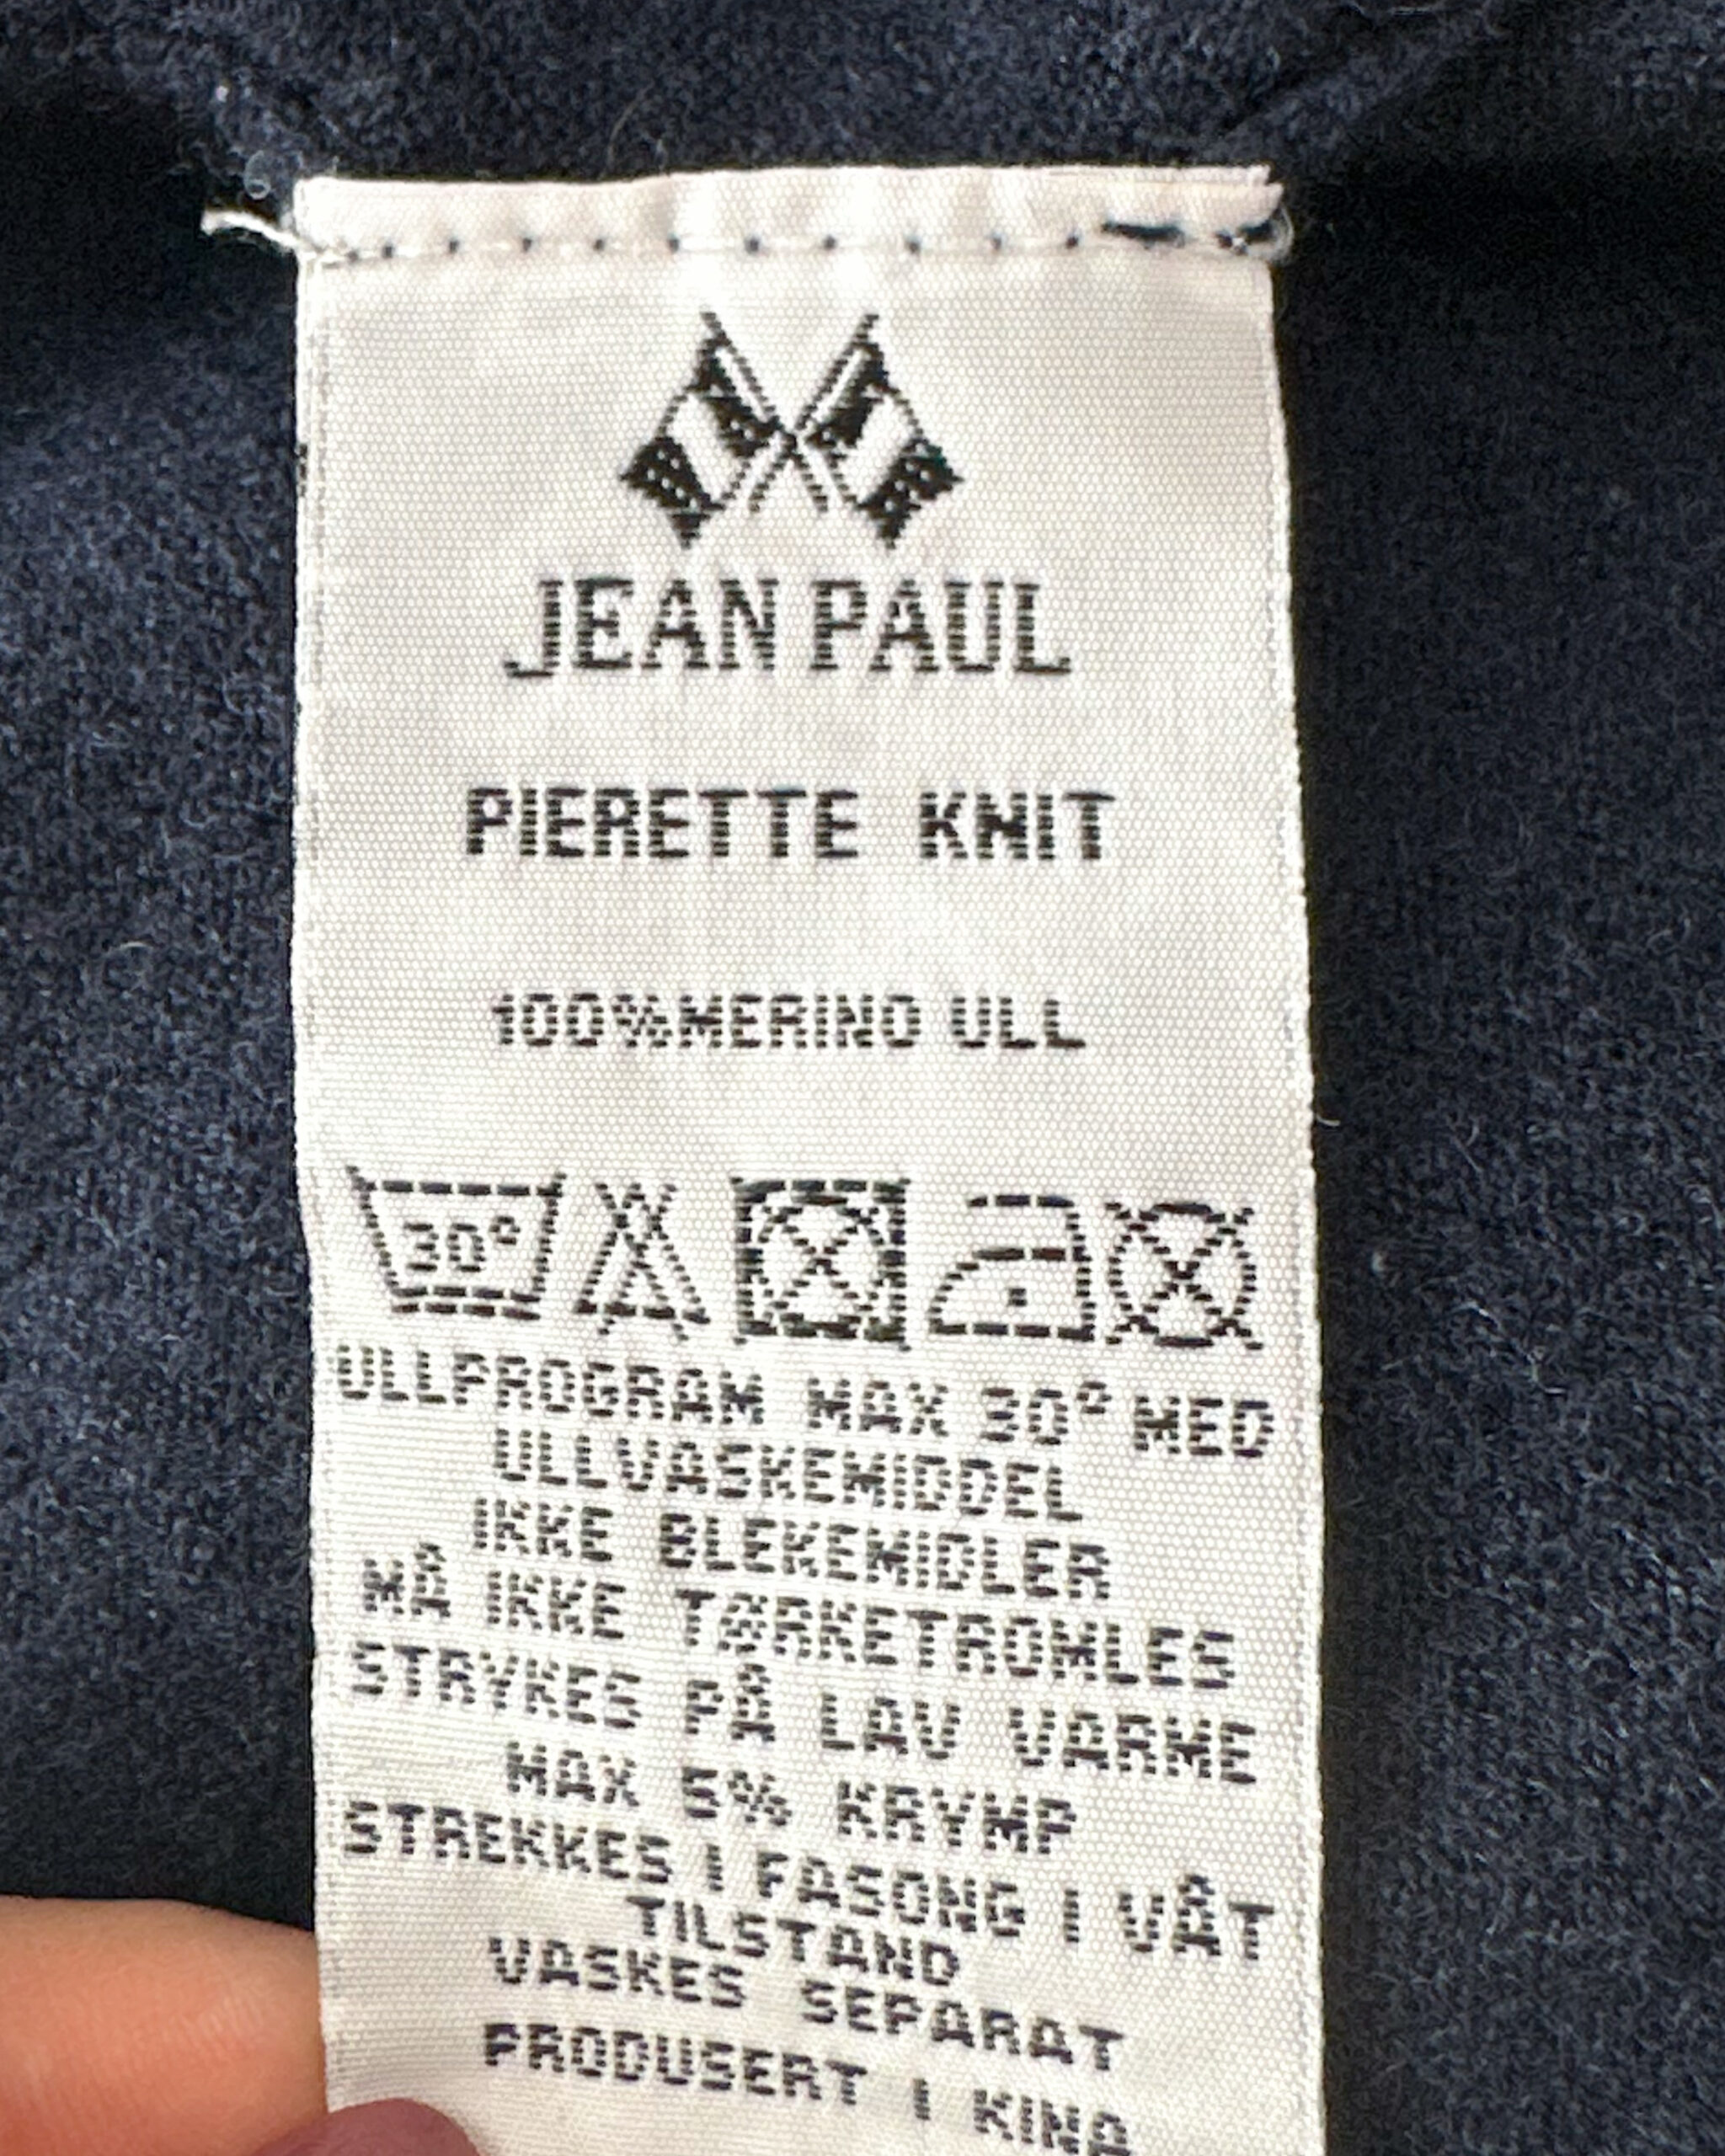 JEAN PAUL
PIERETTE KNIT
100%MERINO ULL
30°
ULLPROGRAM MAX 30° MED
ULLVASKEMIDDEL
IKKE BLEKEMIDLER
MÅ IKKE TØRKETROMLES
STRYKES PÅ LAV VARME
MAX 5% KRYMP
STREKKES I FASONG I VÅT
TILSTAND
VASKES SEPARAT
PRODUSERT I KINA